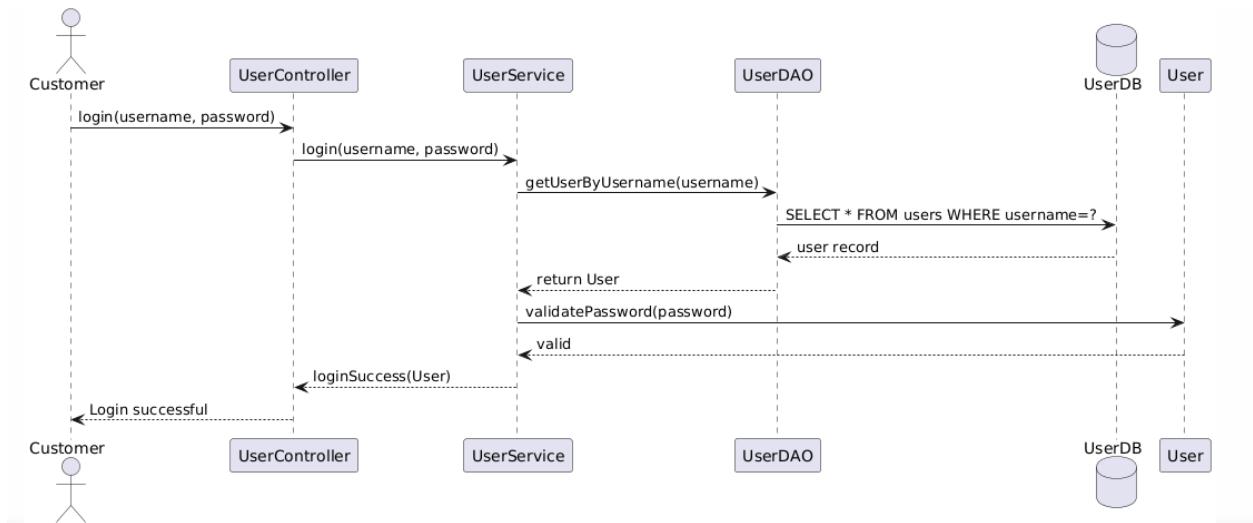 Customer
UserController
UserService
UserDAO
UserDB
User
login(username, password)
login(username, password)
getUserByUsername(username)
SELECT * FROM users WHERE username=?
user record
return User
validatePassword(password)
valid
loginSuccess(User)
Login successful
Customer
UserController
UserService
UserDAO
UserDB
User